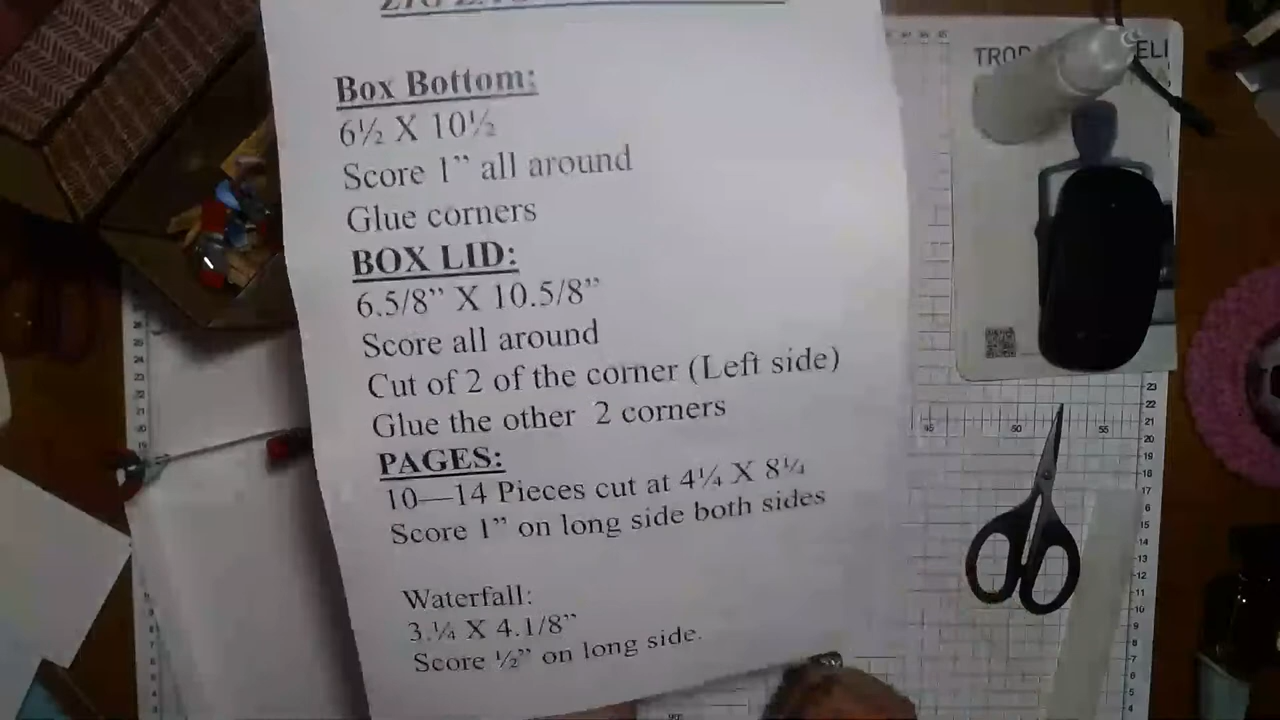 Box Bottom:
6½ X 10½
Score 1” all around
Glue corners
BOX LID:
6.5/8” X 10.5/8”
Score all around
Cut of 2 of the corner (Left side)
Glue the other 2 corners
PAGES:
10—14 Pieces cut at 4¼ X 8¼
Score 1” on long side both sides
Waterfall:
3.¼ X 4.1/8”
Score ½” on long side.